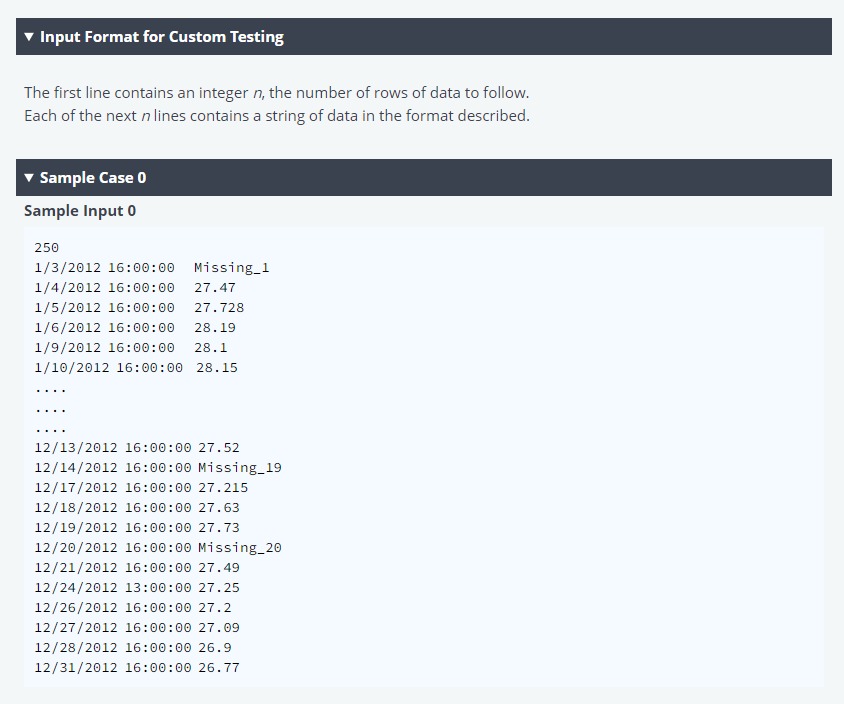 ▼ Input Format for Custom Testing
The first line contains an integer n, the number of rows of data to follow.
Each of the next n lines contains a string of data in the format described.
▼ Sample Case 0
Sample Input 0
250
1/3/2012 16:00:00  Missing_1
1/4/2012 16:00:00  27.47
1/5/2012 16:00:00  27.728
1/6/2012 16:00:00  28.19
1/9/2012 16:00:00  28.1
1/10/2012 16:00:00 28.15
....
....
....
12/13/2012 16:00:00 27.52
12/14/2012 16:00:00 Missing_19
12/17/2012 16:00:00 27.215
12/18/2012 16:00:00 27.63
12/19/2012 16:00:00 27.73
12/20/2012 16:00:00 Missing_20
12/21/2012 16:00:00 27.49
12/24/2012 13:00:00 27.25
12/26/2012 16:00:00 27.2
12/27/2012 16:00:00 27.09
12/28/2012 16:00:00 26.9
12/31/2012 16:00:00 26.77